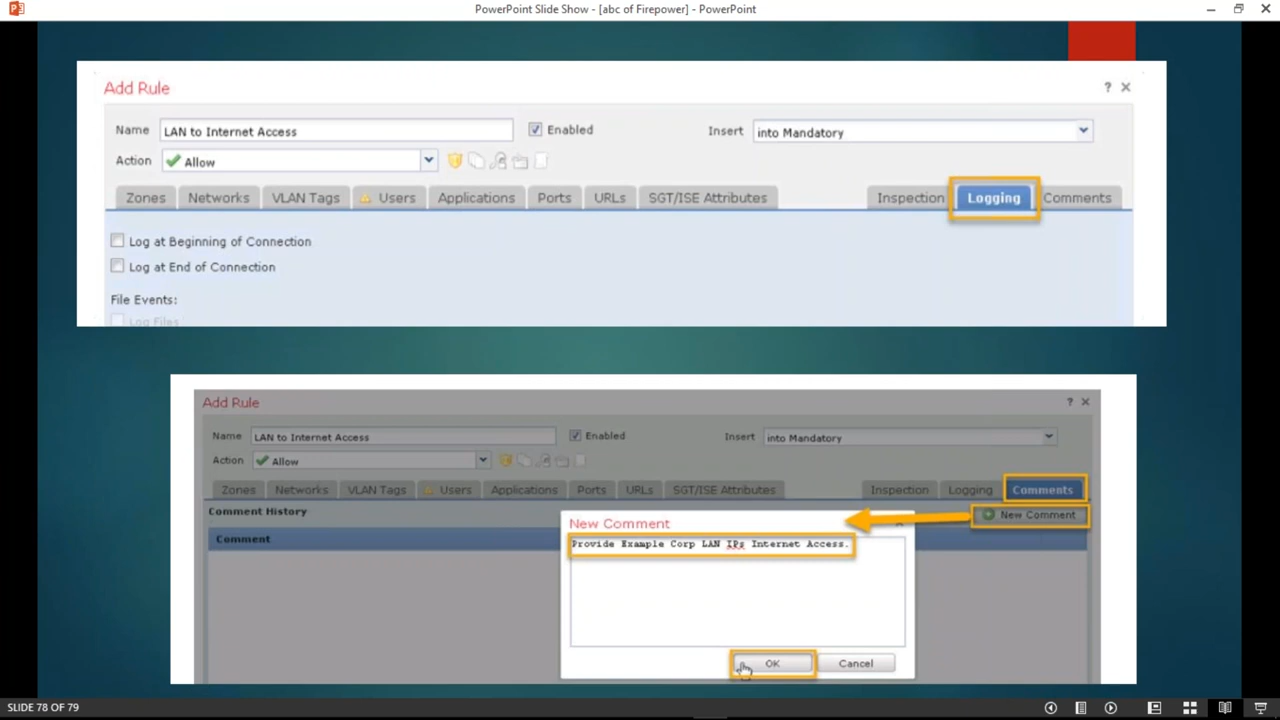 PowerPoint Slide Show - [abc of Firepower] - PowerPoint
Add Rule
? ×
Name LAN to Internet Access Enabled Insert into Mandatory
Action Allow
Zones Networks VLAN Tags Users Applications Ports URLs SGT/ISE Attributes Inspection Logging Comments
Log at Beginning of Connection
Log at End of Connection
File Events:
Log Files
Add Rule
? ×
Name LAN to Internet Access Enabled Insert into Mandatory
Action Allow
Zones Networks VLAN Tags Users Applications Ports URLs SGT/ISE Attributes Inspection Logging Comments
Comment History
New Comment
Comment
New Comment
Provide Example Corp LAN IPs Internet Access.
OK Cancel
SLIDE 78 OF 79